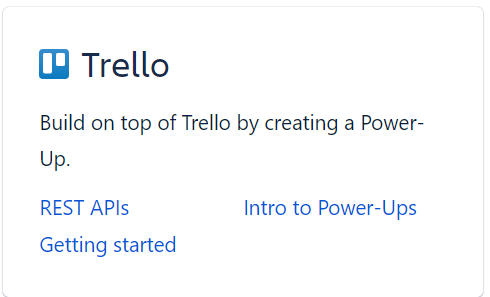 Trello
Build on top of Trello by creating a Power-
Up.
REST APIs Intro to Power-Ups
Getting started